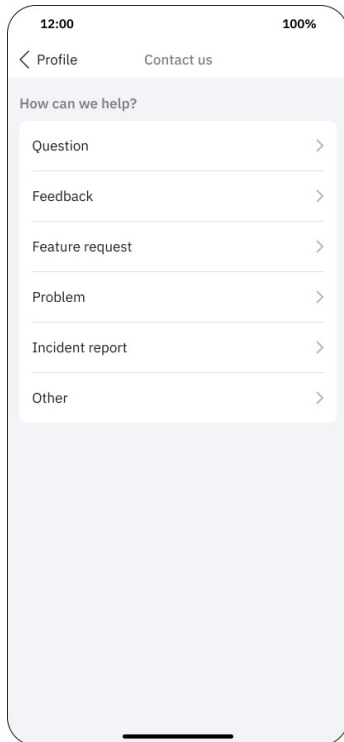 12:00 100%
Profile Contact us
How can we help?
Question
Feedback
Feature request
Problem
Incident report
Other